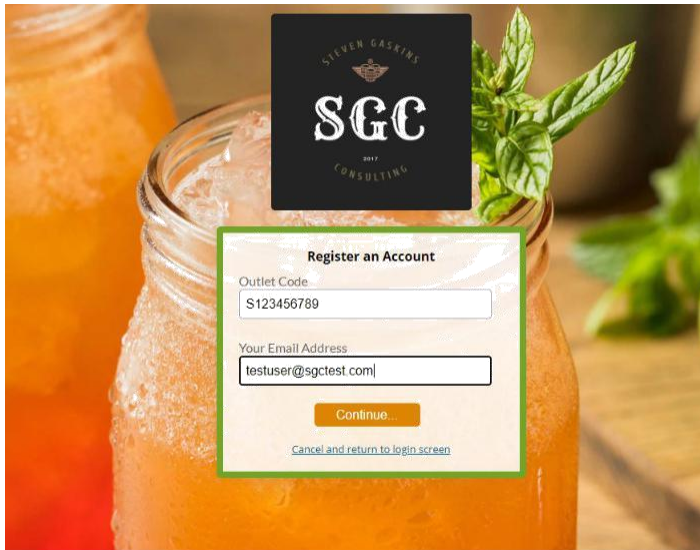 STEVEN GASKINS
SGC
2017
CONSULTING
Register an Account
Outlet Code
S123456789
Your Email Address
testuser@sgctest.com
Continue...
Cancel and return to login screen